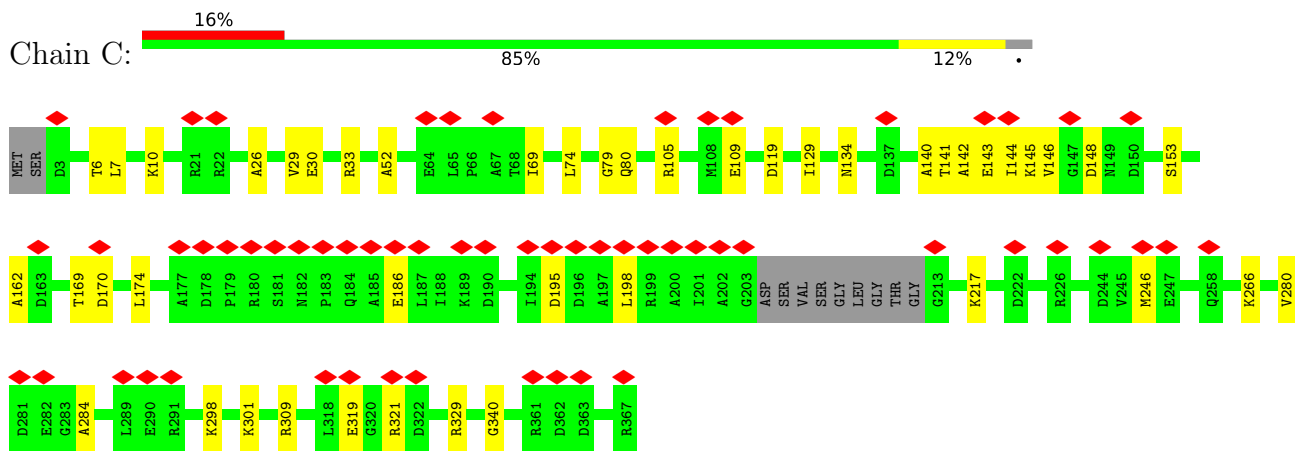 16%
Chain C:
85% 12% •
MET SER D3 T6 L7 K10 R21 R22 A26 V29 E30 R33 A52 E64 L65 P66 A67 T68 I69 L74 G79 Q80 R105 M108 E109 D119 I129 N134 D137 A140 T141 A142 E143 I144 K145 V146 G147 D148 N149 D150 S153
A162 D163 T169 D170 L174 A177 D178 P179 R180 S181 N182 P183 Q184 A185 E186 L187 I188 K189 D190 I194 D195 D196 A197 L198 R199 A200 I201 A202 G203 ASP SER VAL SER GLY LEU GLY THR GLY G213 K217 D222 R226 D244 V245 M246 E247 Q258 K266 V280
D281 E282 G283 A284 L289 E290 R291 K298 K301 R309 L318 E319 G320 R321 D322 R329 G340 R361 D362 D363 R367